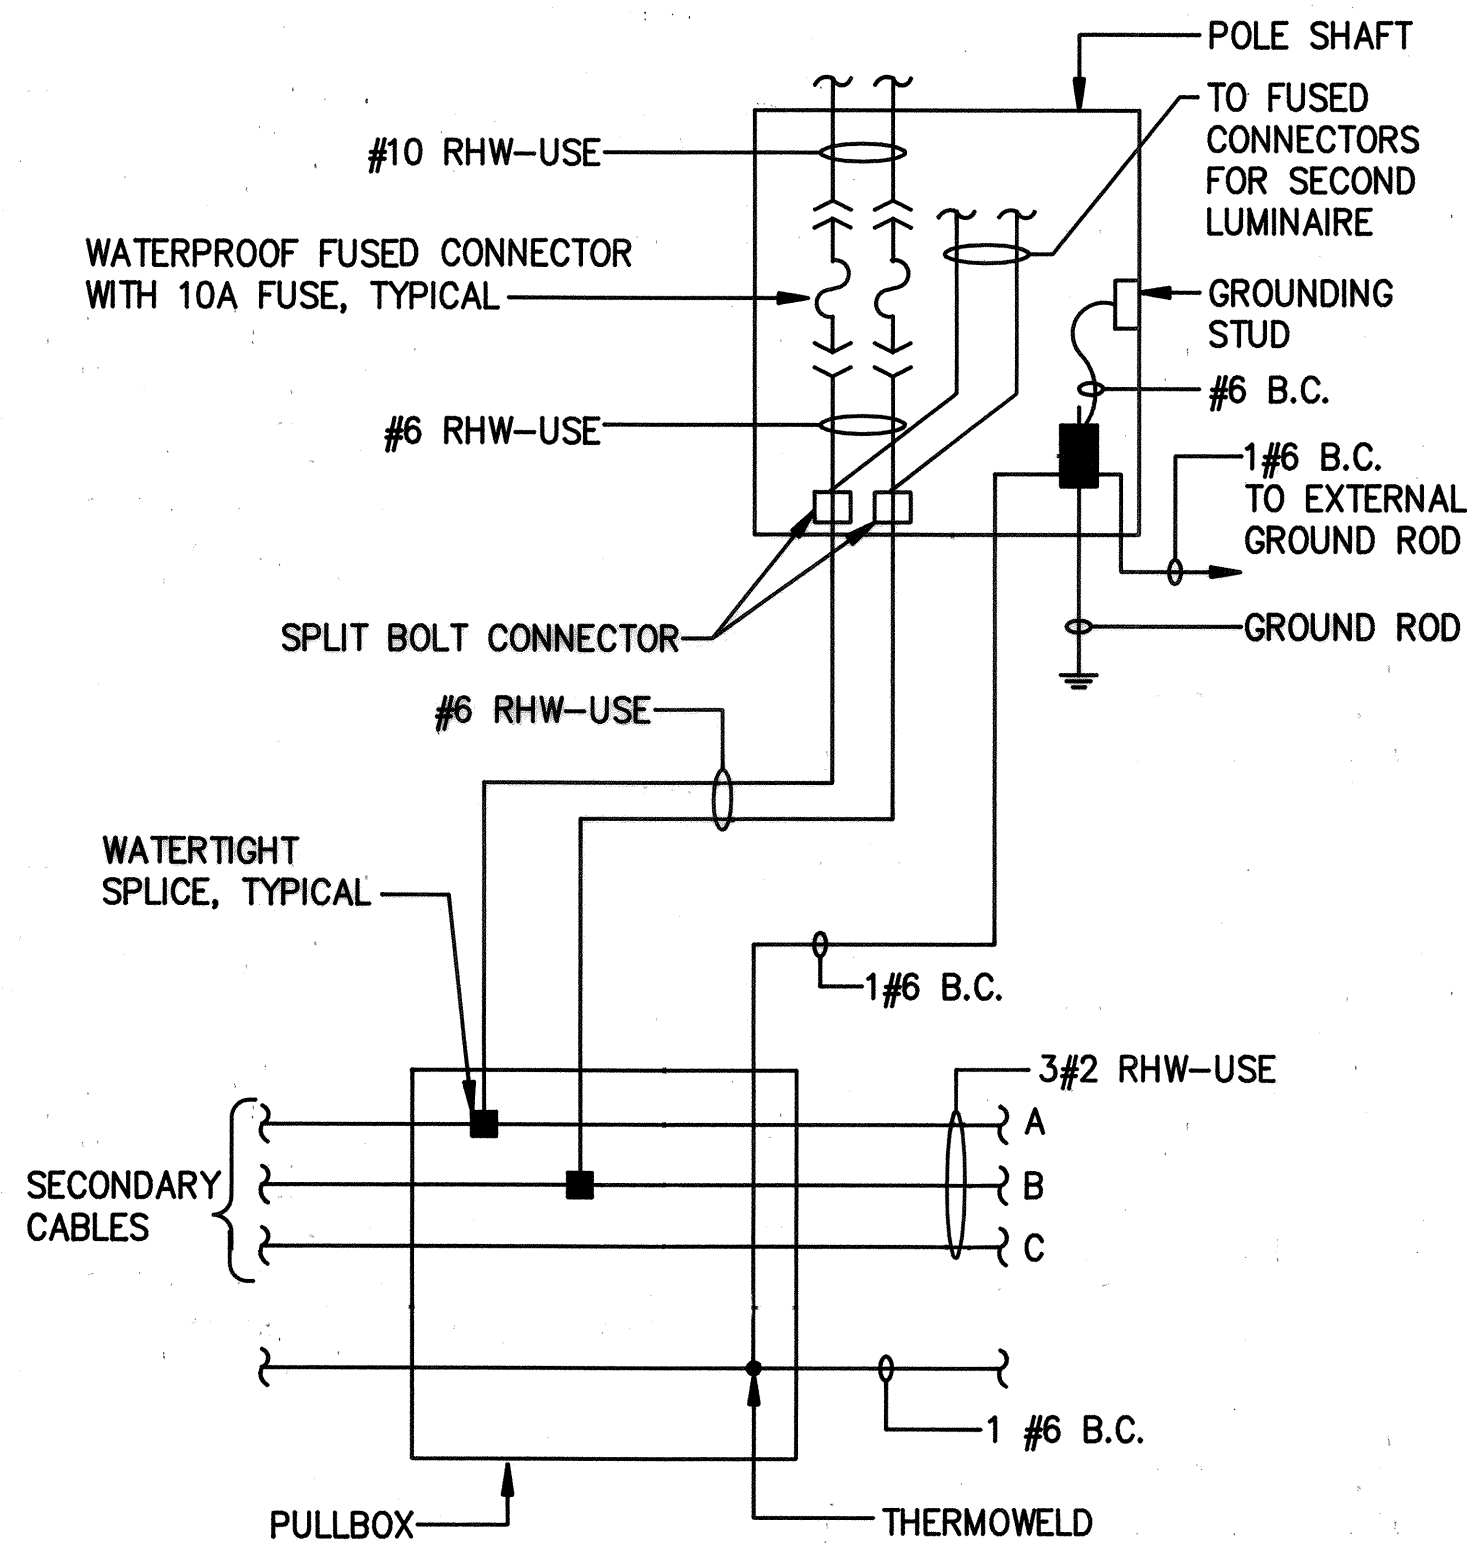 POLE SHAFT
TO FUSED
CONNECTORS
FOR SECOND
LUMINAIRE
#10 RHW-USE
WATERPROOF FUSED CONNECTOR
WITH 10A FUSE, TYPICAL
GROUNDING
STUD
#6 B.C.
#6 RHW-USE
1#6 B.C.
TO EXTERNAL
GROUND ROD
GROUND ROD
SPLIT BOLT CONNECTOR
#6 RHW-USE
WATERTIGHT
SPLICE, TYPICAL
1#6 B.C.
3#2 RHW-USE
A
B
C
SECONDARY
CABLES
1 #6 B.C.
PULLBOX
THERMOWELD